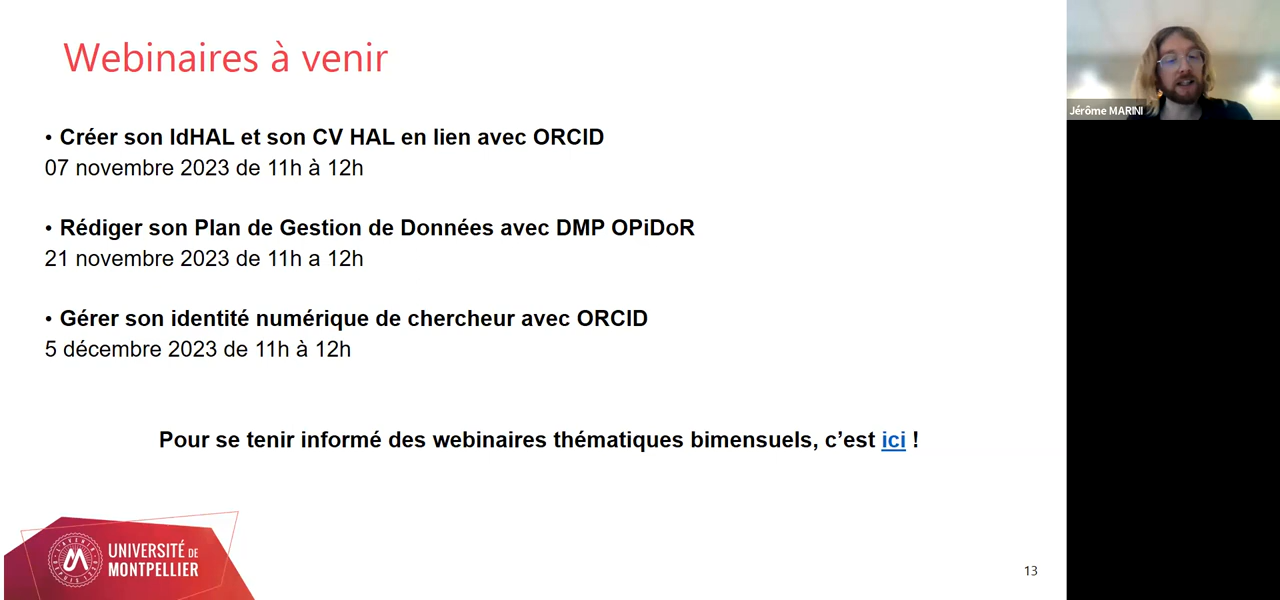 Webinaires à venir
Jérôme MARINI
• Créer son IdHAL et son CV HAL en lien avec ORCID
07 novembre 2023 de 11h à 12h
• Rédiger son Plan de Gestion de Données avec DMP OPiDoR
21 novembre 2023 de 11h a 12h
• Gérer son identité numérique de chercheur avec ORCID
5 décembre 2023 de 11h à 12h
Pour se tenir informé des webinaires thématiques bimensuels, c’est ici !
UNIVERSITÉ DE
MONTPELLIER
13